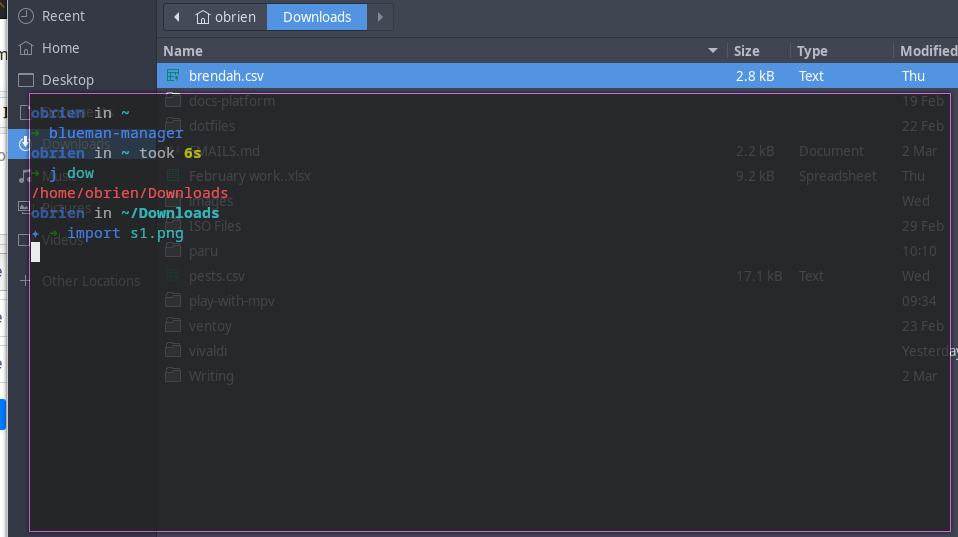 Recent
Home
Desktop
Documents
Downloads
Music
Pictures
Videos
Other Locations
obrien Downloads
Name Size Type Modified
brendah.csv 2.8 kB Text Thu
docs-platform 19 Feb
dotfiles 22 Feb
EMAILS.md 2.2 kB Document 2 Mar
February work..xlsx 9.2 kB Spreadsheet Thu
images Wed
ISO Files 29 Feb
paru 10:10
pests.csv 17.1 kB Text Wed
play-with-mpv 09:34
ventoy 23 Feb
vivaldi Yesterday
Writing 2 Mar
obrien in ~
➜ blueman-manager
obrien in ~ took 6s
➜ j dow
/home/obrien/Downloads
obrien in ~/Downloads
✦ ➜ import s1.png